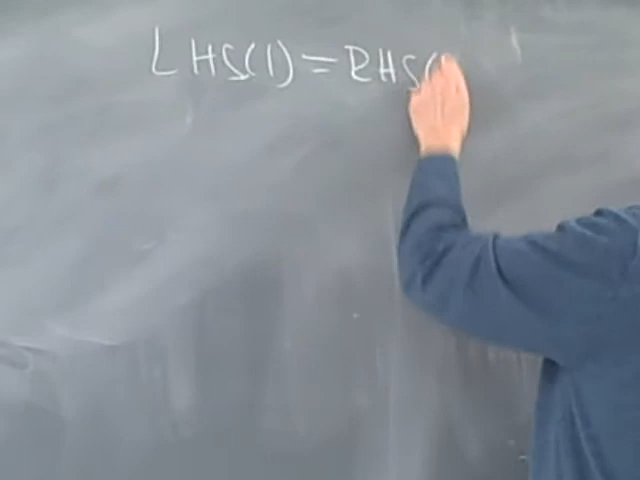 LHS(1) = RHS(